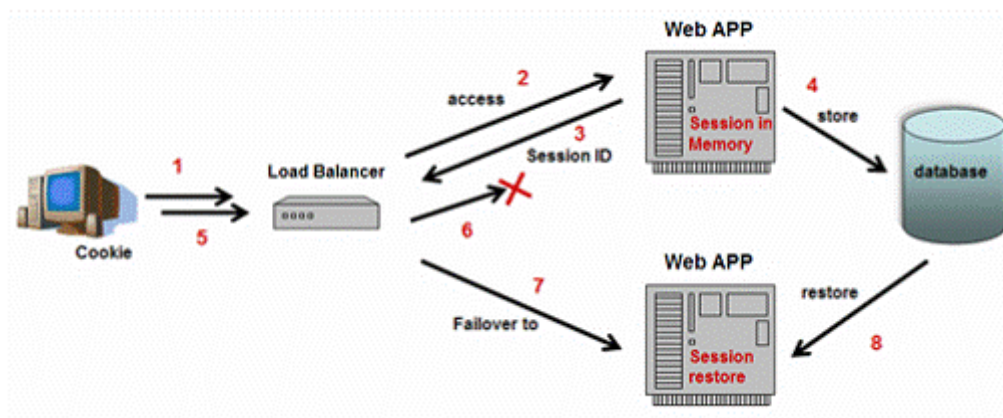 Web APP
2
access
4
store
3
Session in
Memory
Session ID
1
Load Balancer
database
5
6
Cookie
Web APP
7
restore
Failover to
8
Session
restore